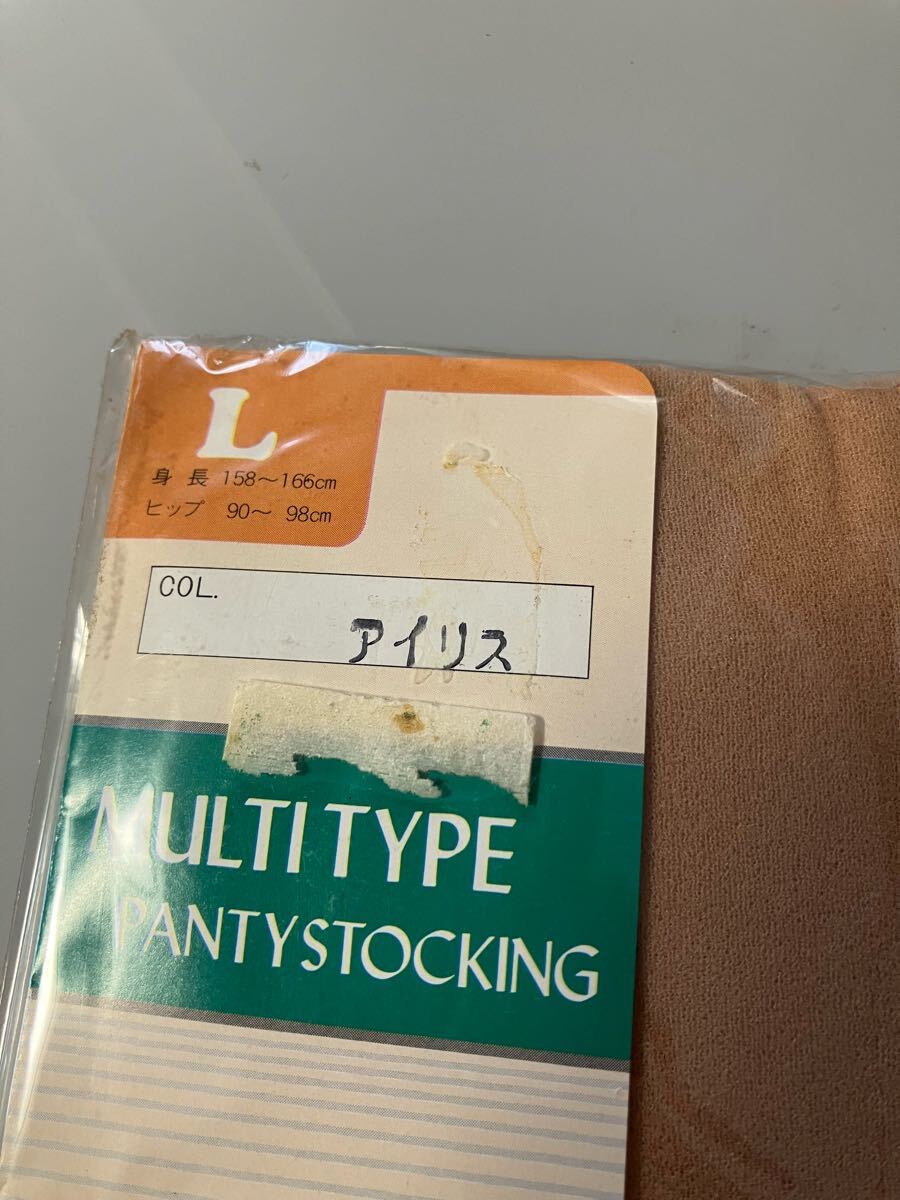 L
身長 158～166cm
ヒップ 90～ 98cm
COL.
アイリス
MULTI TYPE
PANTYSTOCKING